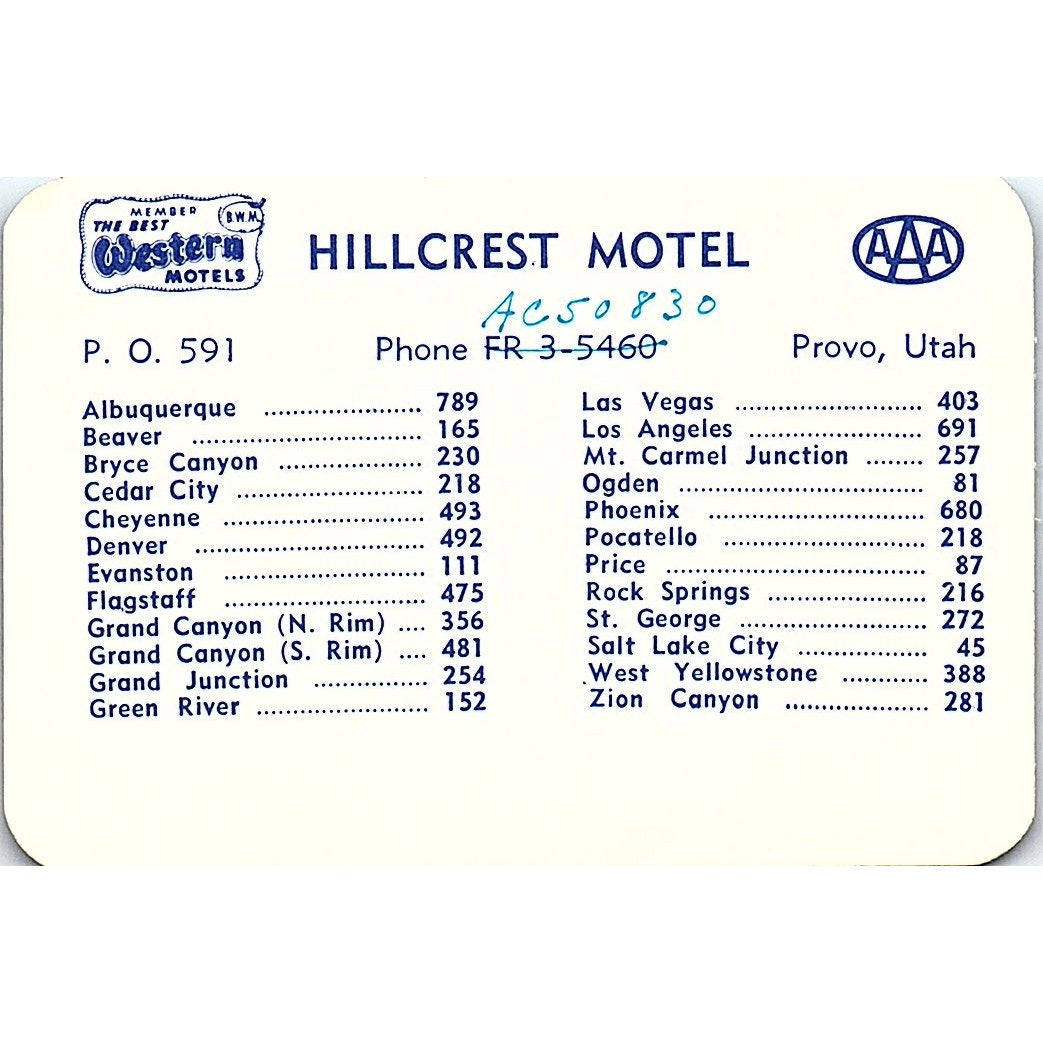 MEMBER
THE BEST
B.W.M.
Western
MOTELS
HILLCREST MOTEL
AAA
AC50830
P. O. 591
Phone FR 3-5460
Provo, Utah
Albuquerque ...................... 789
Beaver ................................ 165
Bryce Canyon .................... 230
Cedar City .......................... 218
Cheyenne ............................ 493
Denver ................................ 492
Evanston ............................ 111
Flagstaff ............................ 475
Grand Canyon (N. Rim) .... 356
Grand Canyon (S. Rim) .... 481
Grand Junction ................ 254
Green River ........................ 152
Las Vegas .......................... 403
Los Angeles ........................ 691
Mt. Carmel Junction ........ 257
Ogden .................................. 81
Phoenix .............................. 680
Pocatello ............................ 218
Price .................................... 87
Rock Springs ...................... 216
St. George .......................... 272
Salt Lake City .................. 45
West Yellowstone ............ 388
Zion Canyon .................... 281